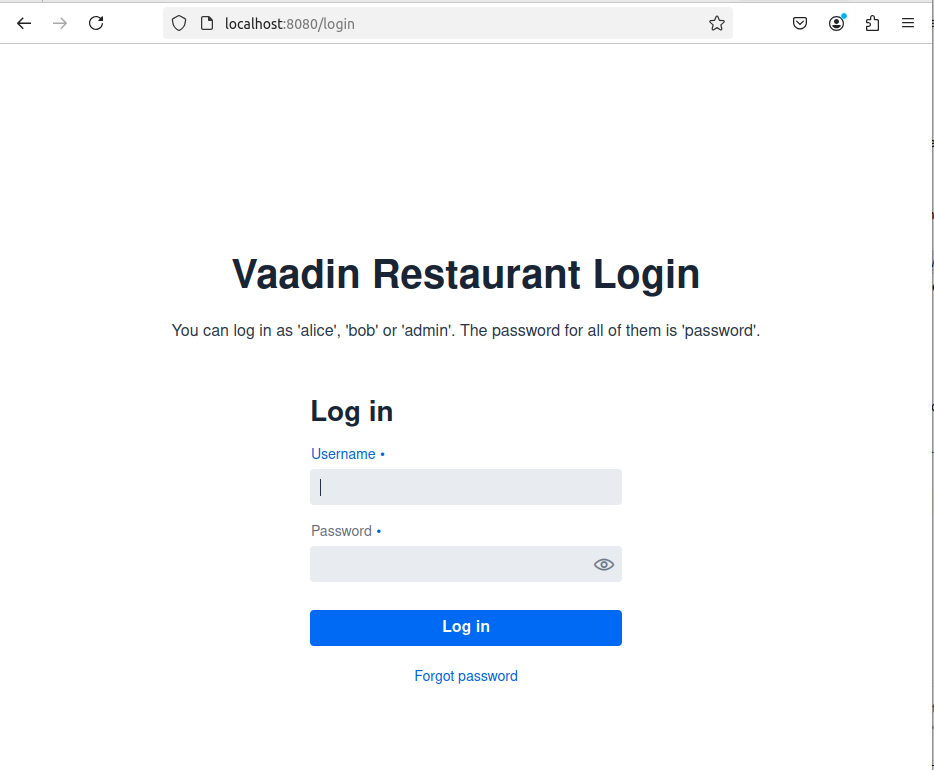 localhost:8080/login
Vaadin Restaurant Login
You can log in as 'alice', 'bob' or 'admin'. The password for all of them is 'password'.
Log in
Username •
Password •
Log in
Forgot password